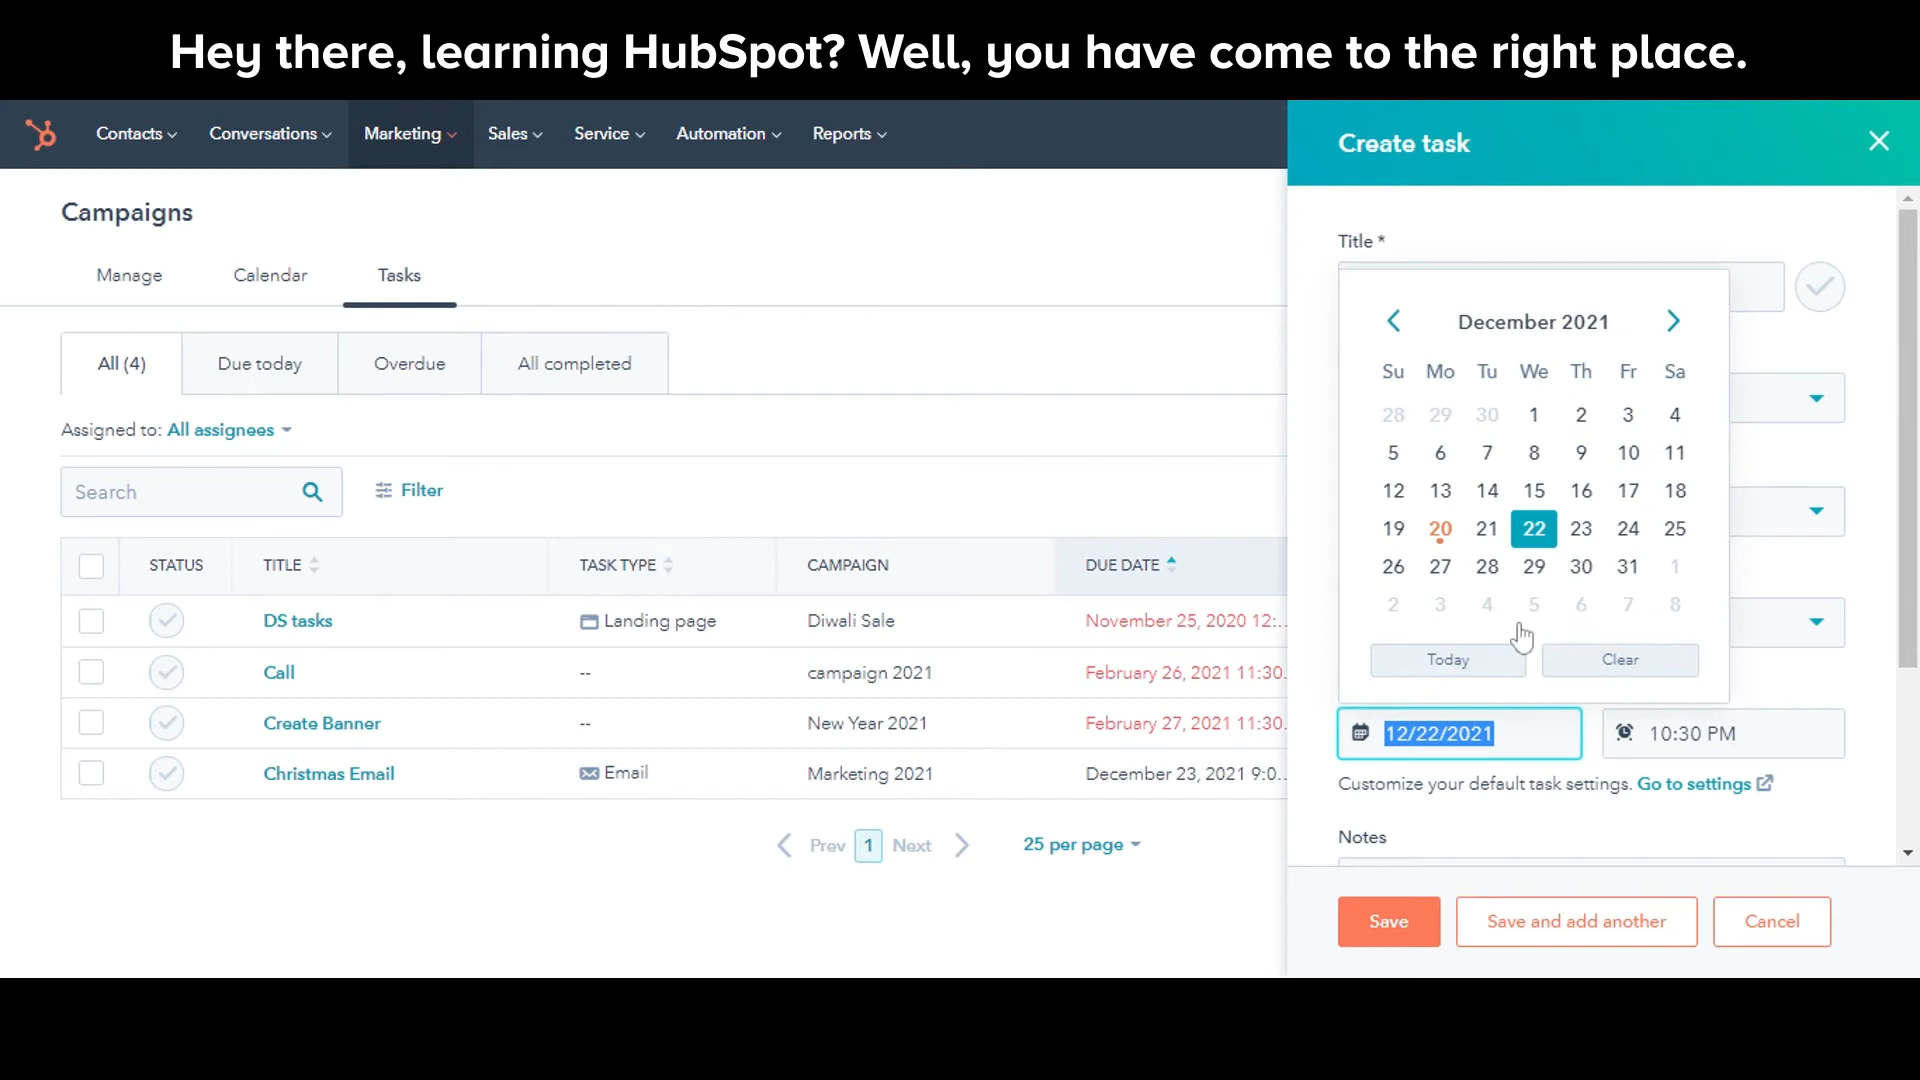 Hey there, learning HubSpot? Well, you have come to the right place.
Contacts Conversations Marketing Sales Service Automation Reports
Create task
Campaigns
Manage Calendar Tasks
All (4) Due today Overdue All completed
Assigned to: All assignees
Search Filter
STATUS TITLE TASK TYPE CAMPAIGN DUE DATE
DS tasks Landing page Diwali Sale November 25, 2020 12:...
Call -- campaign 2021 February 26, 2021 11:30.
Create Banner -- New Year 2021 February 27, 2021 11:30.
Christmas Email Email Marketing 2021 December 23, 2021 9:0...
Prev 1 Next 25 per page
Title *
December 2021
Su Mo Tu We Th Fr Sa
28 29 30 1 2 3 4
5 6 7 8 9 10 11
12 13 14 15 16 17 18
19 20 21 22 23 24 25
26 27 28 29 30 31 1
2 3 4 5 6 7 8
Today Clear
12/22/2021 10:30 PM
Customize your default task settings. Go to settings
Notes
Save Save and add another Cancel